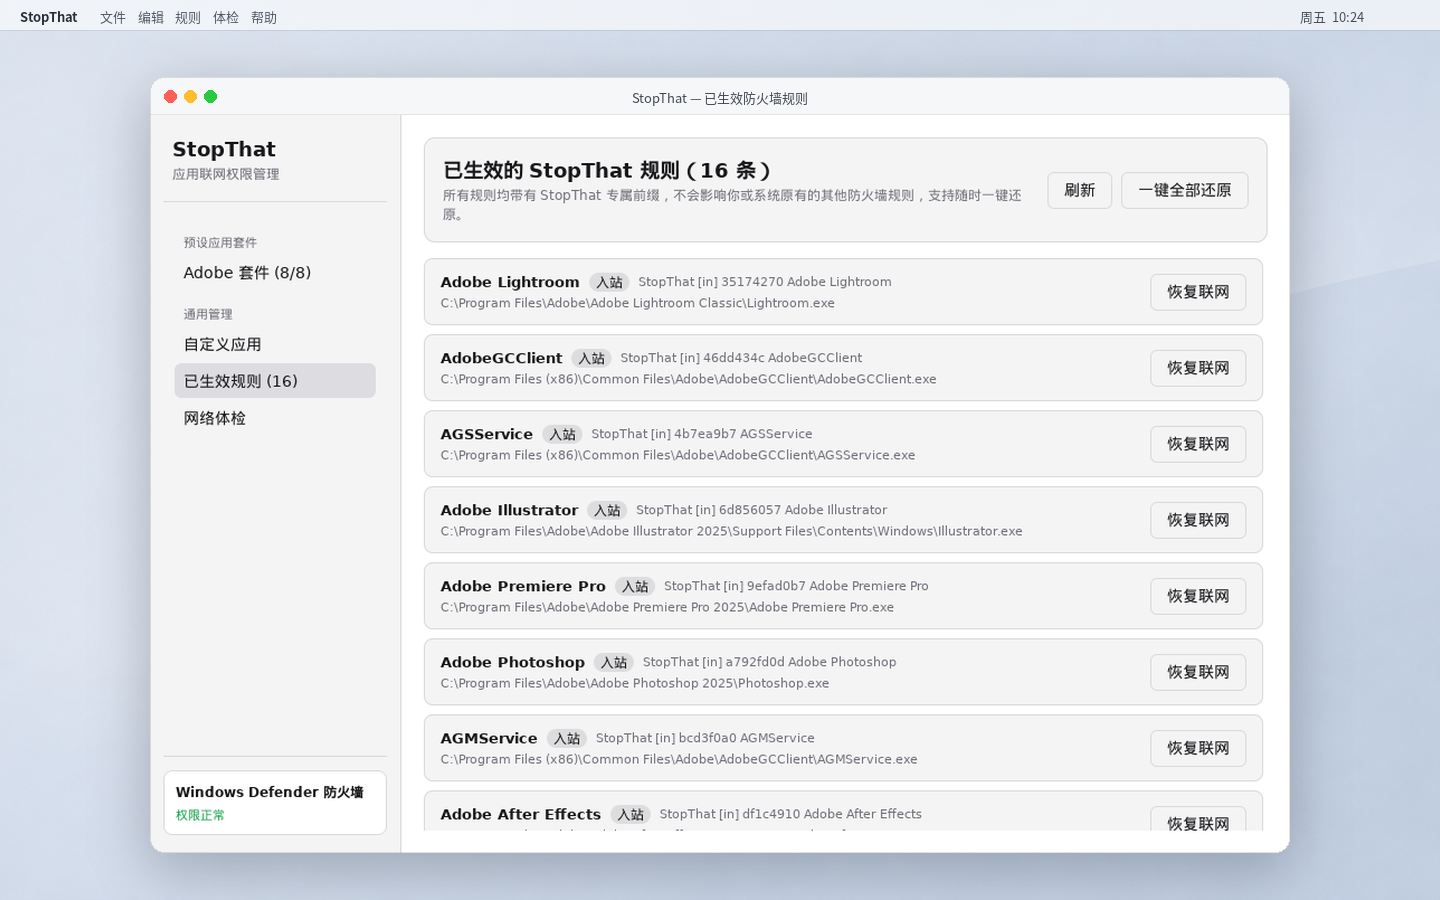 StopThat 文件 编辑 规则 体检 帮助 周五 10:24
StopThat — 已生效防火墙规则
StopThat
应用联网权限管理
预设应用套件
Adobe 套件 (8/8)
通用管理
自定义应用
已生效规则 (16)
网络体检
Windows Defender 防火墙
权限正常
已生效的 StopThat 规则（16 条）
所有规则均带有 StopThat 专属前缀，不会影响你或系统原有的其他防火墙规则，支持随时一键还
原。
刷新
一键全部还原
Adobe Lightroom 入站 StopThat [in] 35174270 Adobe Lightroom
C:\Program Files\Adobe\Adobe Lightroom Classic\Lightroom.exe
恢复联网
AdobeGCClient 入站 StopThat [in] 46dd434c AdobeGCClient
C:\Program Files (x86)\Common Files\Adobe\AdobeGCClient\AdobeGCClient.exe
恢复联网
AGSService 入站 StopThat [in] 4b7ea9b7 AGSService
C:\Program Files (x86)\Common Files\Adobe\AdobeGCClient\AGSService.exe
恢复联网
Adobe Illustrator 入站 StopThat [in] 6d856057 Adobe Illustrator
C:\Program Files\Adobe\Adobe Illustrator 2025\Support Files\Contents\Windows\Illustrator.exe
恢复联网
Adobe Premiere Pro 入站 StopThat [in] 9efad0b7 Adobe Premiere Pro
C:\Program Files\Adobe\Adobe Premiere Pro 2025\Adobe Premiere Pro.exe
恢复联网
Adobe Photoshop 入站 StopThat [in] a792fd0d Adobe Photoshop
C:\Program Files\Adobe\Adobe Photoshop 2025\Photoshop.exe
恢复联网
AGMService 入站 StopThat [in] bcd3f0a0 AGMService
C:\Program Files (x86)\Common Files\Adobe\AdobeGCClient\AGMService.exe
恢复联网
Adobe After Effects 入站 StopThat [in] df1c4910 Adobe After Effects
恢复联网